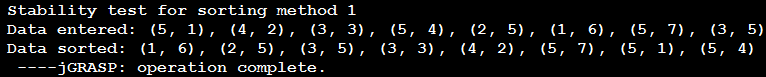 Stability test for sorting method 1
Data entered: (5, 1), (4, 2), (3, 3), (5, 4), (2, 5), (1, 6), (5, 7), (3, 5)
Data sorted: (1, 6), (2, 5), (3, 5), (3, 3), (4, 2), (5, 7), (5, 1), (5, 4)
 ----jGRASP: operation complete.